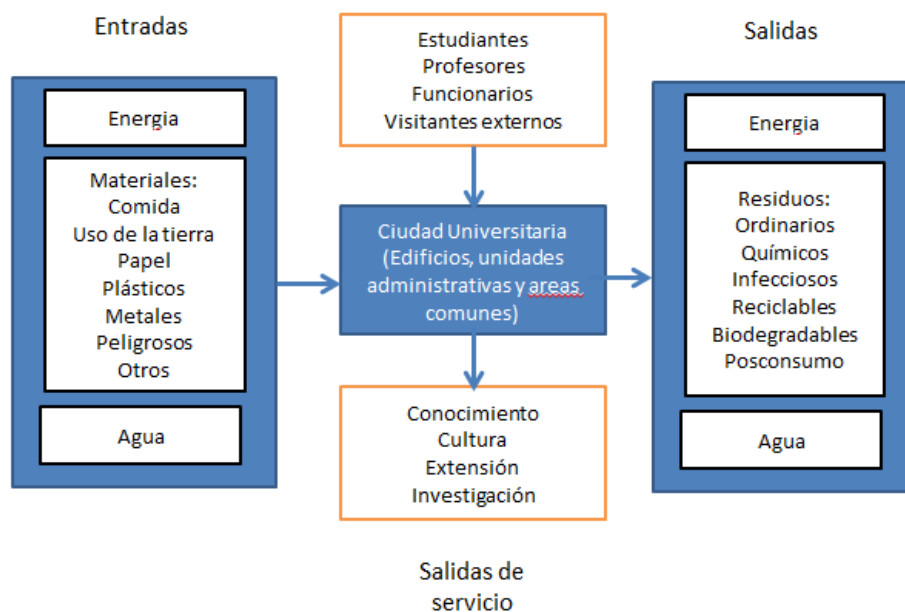 Entradas
Energia
Materiales:
Comida
Uso de la tierra
Papel
Plásticos
Metales
Peligrosos
Otros
Agua
Estudiantes
Profesores
Funcionarios
Visitantes externos
Ciudad Universitaria
(Edificios, unidades
administrativas y areas
comunes)
Conocimiento
Cultura
Extensión
Investigación
Salidas de
servicio
Salidas
Energia
Residuos:
Ordinarios
Químicos
Infecciosos
Reciclables
Biodegradables
Posconsumo
Agua